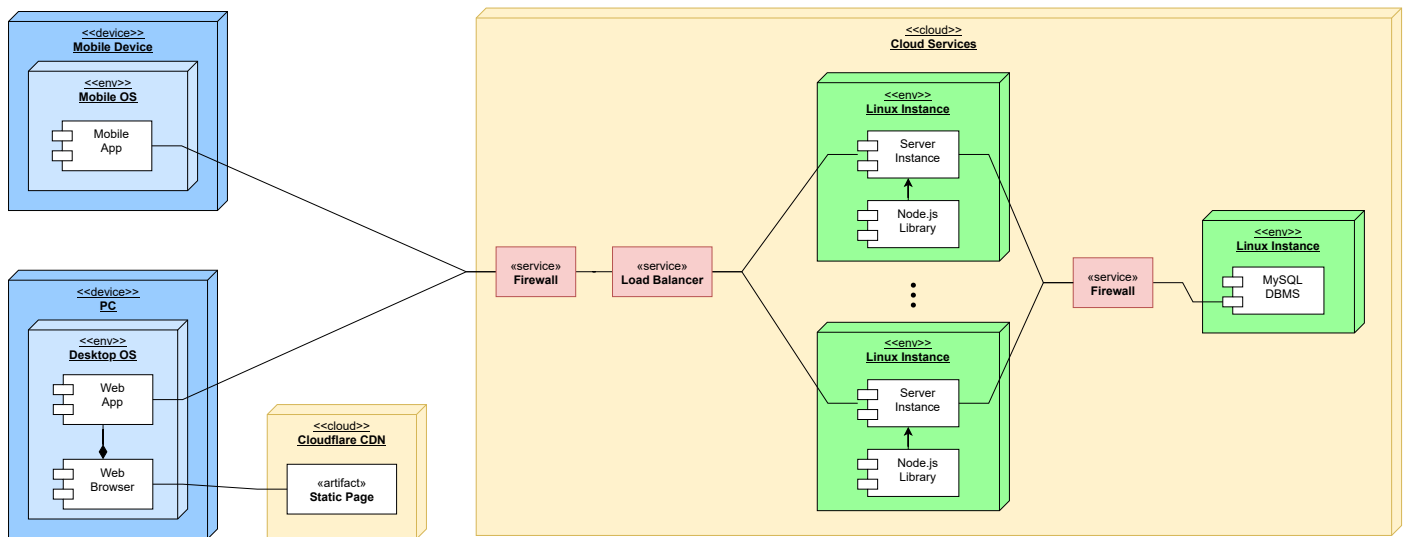 <<device>>
Mobile Device
<<env>>
Mobile OS
Mobile
App
<<device>>
PC
<<env>>
Desktop OS
Web
App
Web
Browser
<<cloud>>
Cloudflare CDN
«artifact»
Static Page
<<cloud>>
Cloud Services
«service»
Firewall
«service»
Load Balancer
<<env>>
Linux Instance
Server
Instance
Node.js
Library
<<env>>
Linux Instance
Server
Instance
Node.js
Library
«service»
Firewall
<<env>>
Linux Instance
MySQL
DBMS